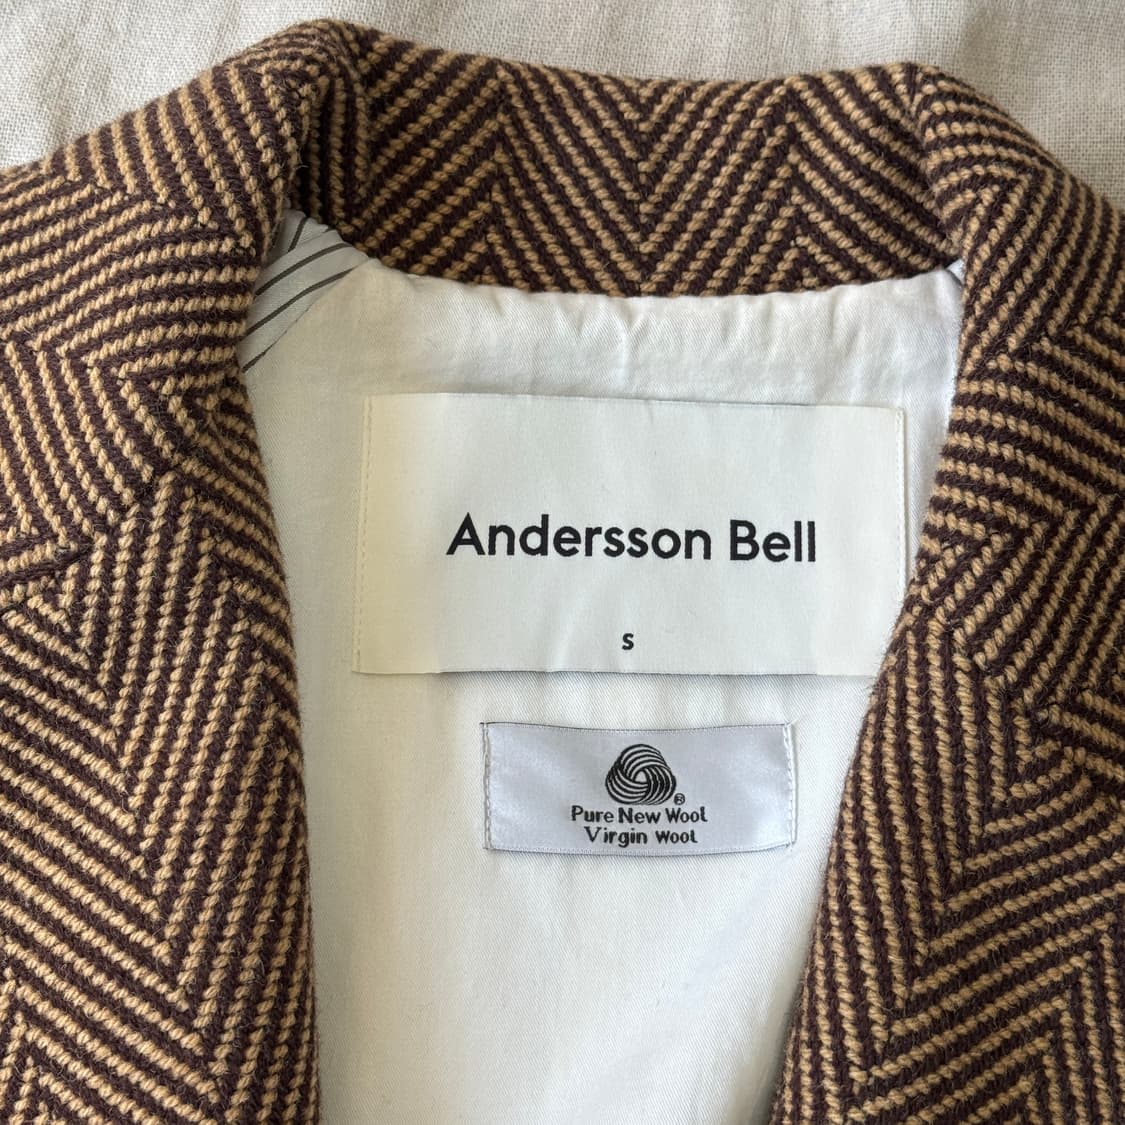 Andersson Bell
S
®
Pure New Wool
Virgin Wool